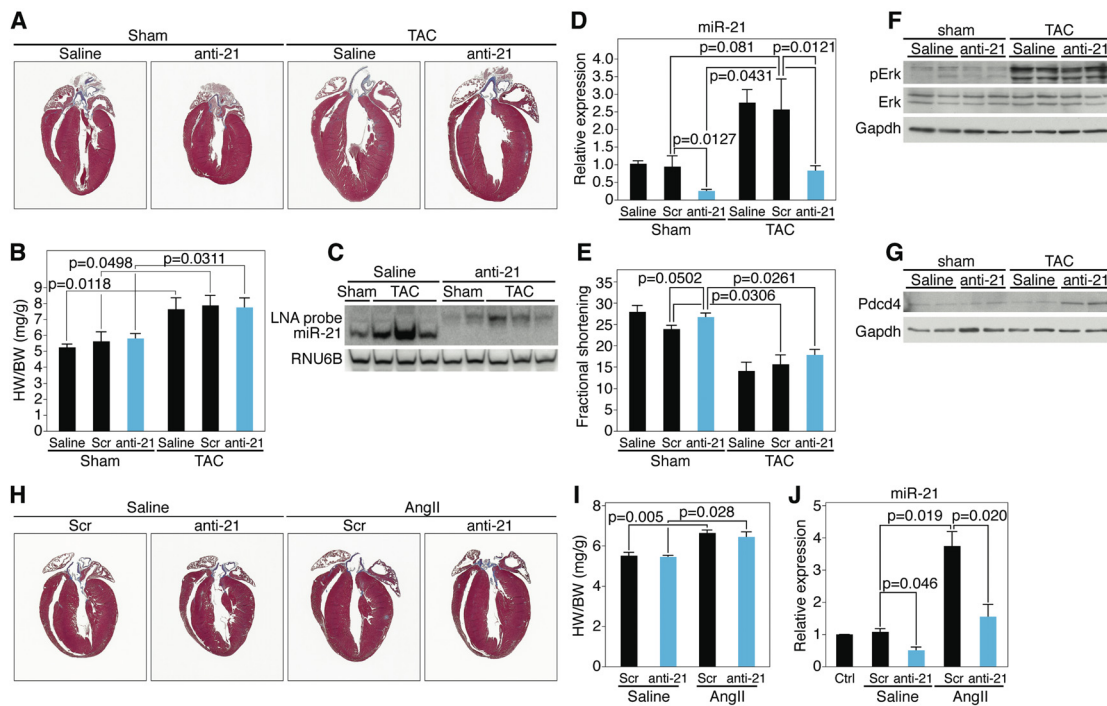 A
Sham TAC
Saline anti-21 Saline anti-21
B
p=0.0498 p=0.0311
p=0.0118
HW/BW (mg/g)
9
8
7
6
5
4
3
2
1
0
Saline Scr anti-21 Saline Scr anti-21
Sham TAC
C
Saline anti-21
Sham TAC Sham TAC
LNA probe
miR-21
RNU6B
D
miR-21
p=0.081 p=0.0121
p=0.0431
p=0.0127
Relative expression
4.0
3.5
3.0
2.5
2.0
1.5
1.0
0.5
0
Saline Scr anti-21 Saline Scr anti-21
Sham TAC
E
p=0.0502 p=0.0261
p=0.0306
Fractional shortening
35
30
25
20
15
10
5
0
Saline Scr anti-21 Saline Scr anti-21
Sham TAC
F
sham TAC
Saline anti-21 Saline anti-21
pErk
Erk
Gapdh
G
sham TAC
Saline anti-21 Saline anti-21
Pdcd4
Gapdh
H
Saline AngII
Scr anti-21 Scr anti-21
I
p=0.005 p=0.028
HW/BW (mg/g)
8
6
4
2
0
Scr anti-21 Scr anti-21
Saline AngII
J
miR-21
p=0.019 p=0.020
p=0.046
Relative expression
5
4
3
2
1
0
Ctrl Scr anti-21 Scr anti-21
Saline AngII